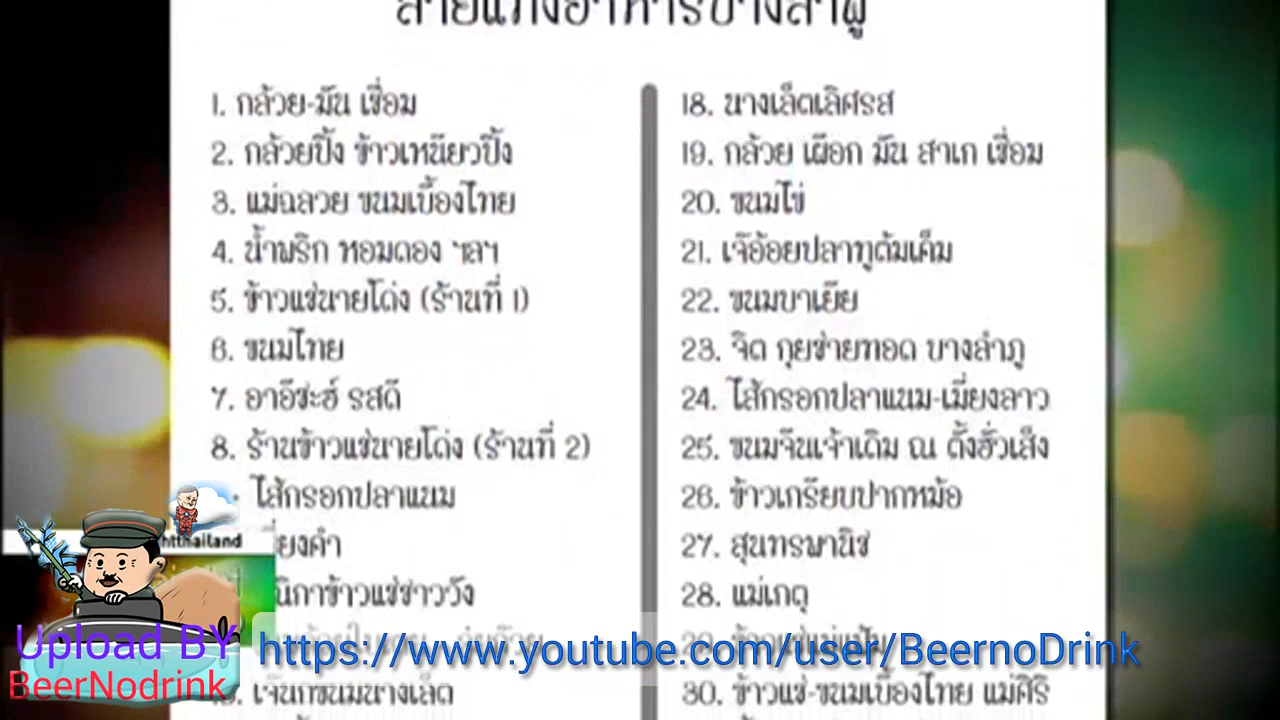 1. กล้วย-มัน เชื่อม
2. กล้วยปิ้ง ข้าวเหนียวปิ้ง
3. แม่ฉลวย ขนมเบื้องไทย
4. น้ำพริก หอมดอง ฯลฯ
5. ข้าวแช่นายโด่ง (ร้านที่ 1)
6. ขนมไทย
7. อาอีซะฮ์ รสดี
8. ร้านข้าวแช่นายโด่ง (ร้านที่ 2)
ไส้กรอกปลาแนม
18. นางเล็ดเลิศรส
19. กล้วย เผือก มัน สาเก เชื่อม
20. ขนมไข่
21. เจ๊อ้อยปลาทูต้มเค็ม
22. ขนมบาเยีย
23. จิต กุยช่ายทอด บางลำภู
24. ไส้กรอกปลาแนม-เมี่ยงลาว
25. ขนมจีนเจ้าเดิม ณ ตั้งฮั่วเส็ง
26. ข้าวเกรียบปากหม้อ
27. สุนทรพานิช
28. แม่เกตุ
30. ข้าวแช่-ขนมเบื้องไทย แม่ศิริ
Upload BY
BeerNodrink
https://www.youtube.com/user/BeernoDrink